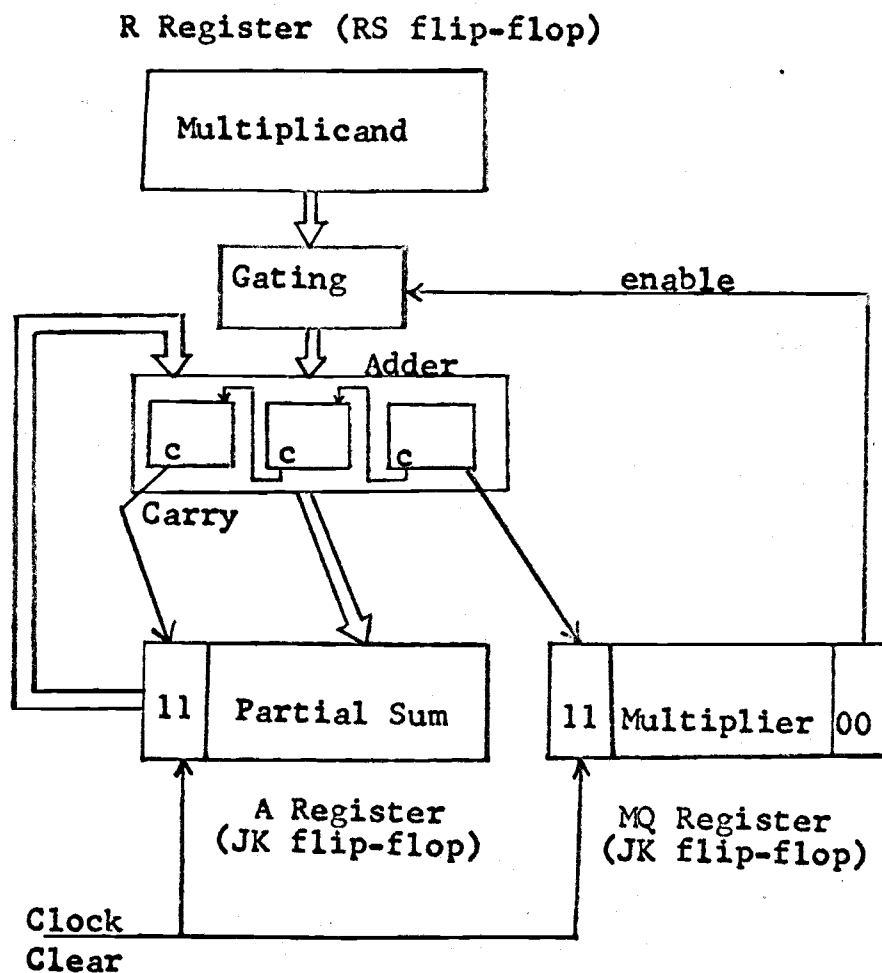 R Register (RS flip-flop)
Multiplicand
Gating
enable
Adder
c
c
c
Carry
11
Partial Sum
11
Multiplier
00
A Register
(JK flip-flop)
MQ Register
(JK flip-flop)
Clock
Clear